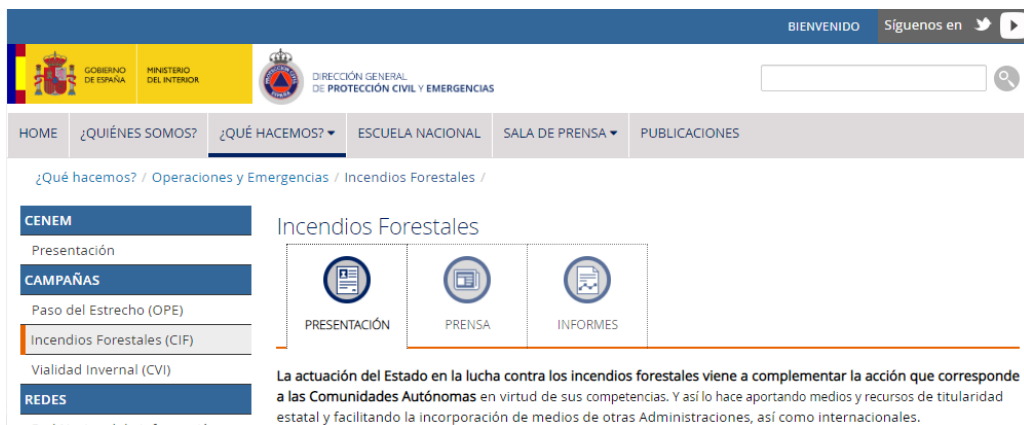 BIENVENIDO
Síguenos en
GOBIERNO
DE ESPAÑA
MINISTERIO
DEL INTERIOR
DIRECCIÓN GENERAL
DE PROTECCIÓN CIVIL Y EMERGENCIAS
HOME ¿QUIÉNES SOMOS? ¿QUÉ HACEMOS? ESCUELA NACIONAL SALA DE PRENSA PUBLICACIONES
¿Qué hacemos? / Operaciones y Emergencias / Incendios Forestales /
CENEM
Presentación
CAMPAÑAS
Paso del Estrecho (OPE)
Incendios Forestales (CIF)
Vialidad Invernal (CVI)
REDES
Incendios Forestales
PRESENTACIÓN PRENSA INFORMES
La actuación del Estado en la lucha contra los incendios forestales viene a complementar la acción que corresponde
a las Comunidades Autónomas en virtud de sus competencias. Y así lo hace aportando medios y recursos de titularidad
estatal y facilitando la incorporación de medios de otras Administraciones, así como internacionales.